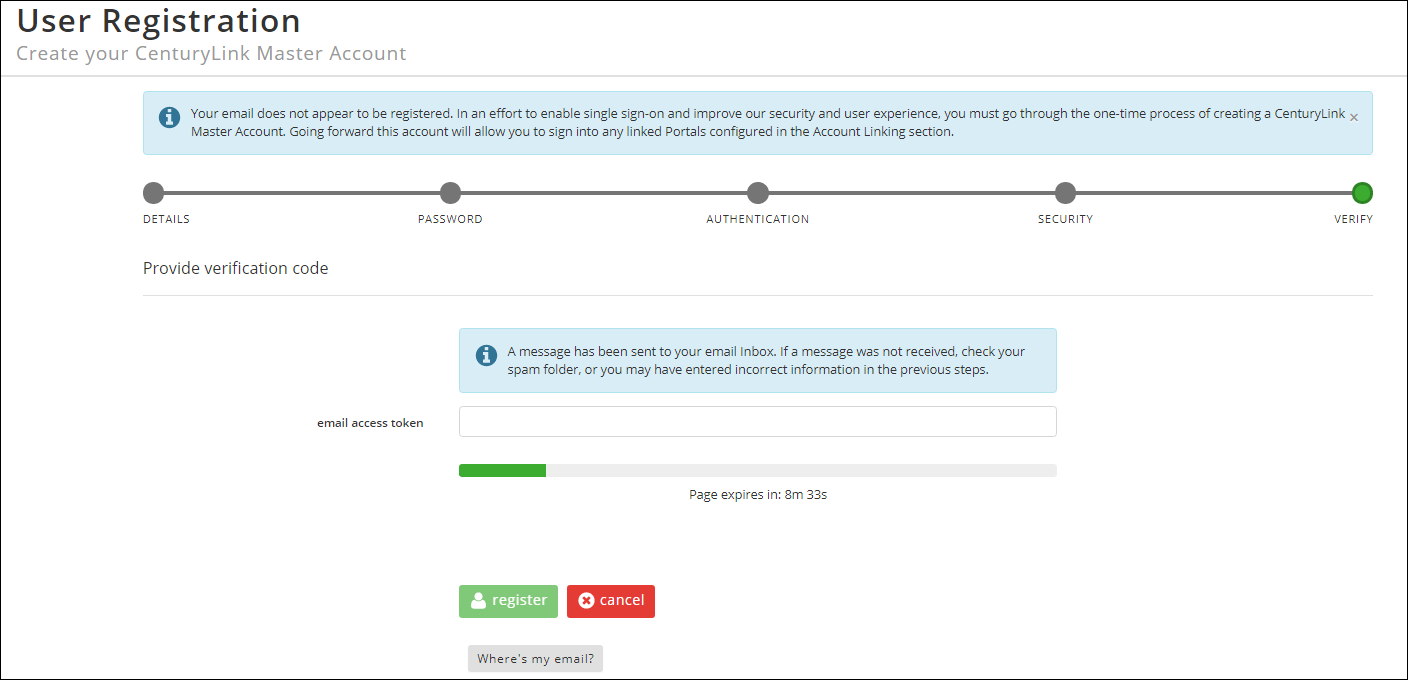 User Registration
Create your CenturyLink Master Account
Your email does not appear to be registered. In an effort to enable single sign-on and improve our security and user experience, you must go through the one-time process of creating a CenturyLink
Master Account. Going forward this account will allow you to sign into any linked Portals configured in the Account Linking section.
×
DETAILS
PASSWORD
AUTHENTICATION
SECURITY
VERIFY
Provide verification code
A message has been sent to your email Inbox. If a message was not received, check your
spam folder, or you may have entered incorrect information in the previous steps.
email access token
Page expires in: 8m 33s
register
cancel
Where's my email?